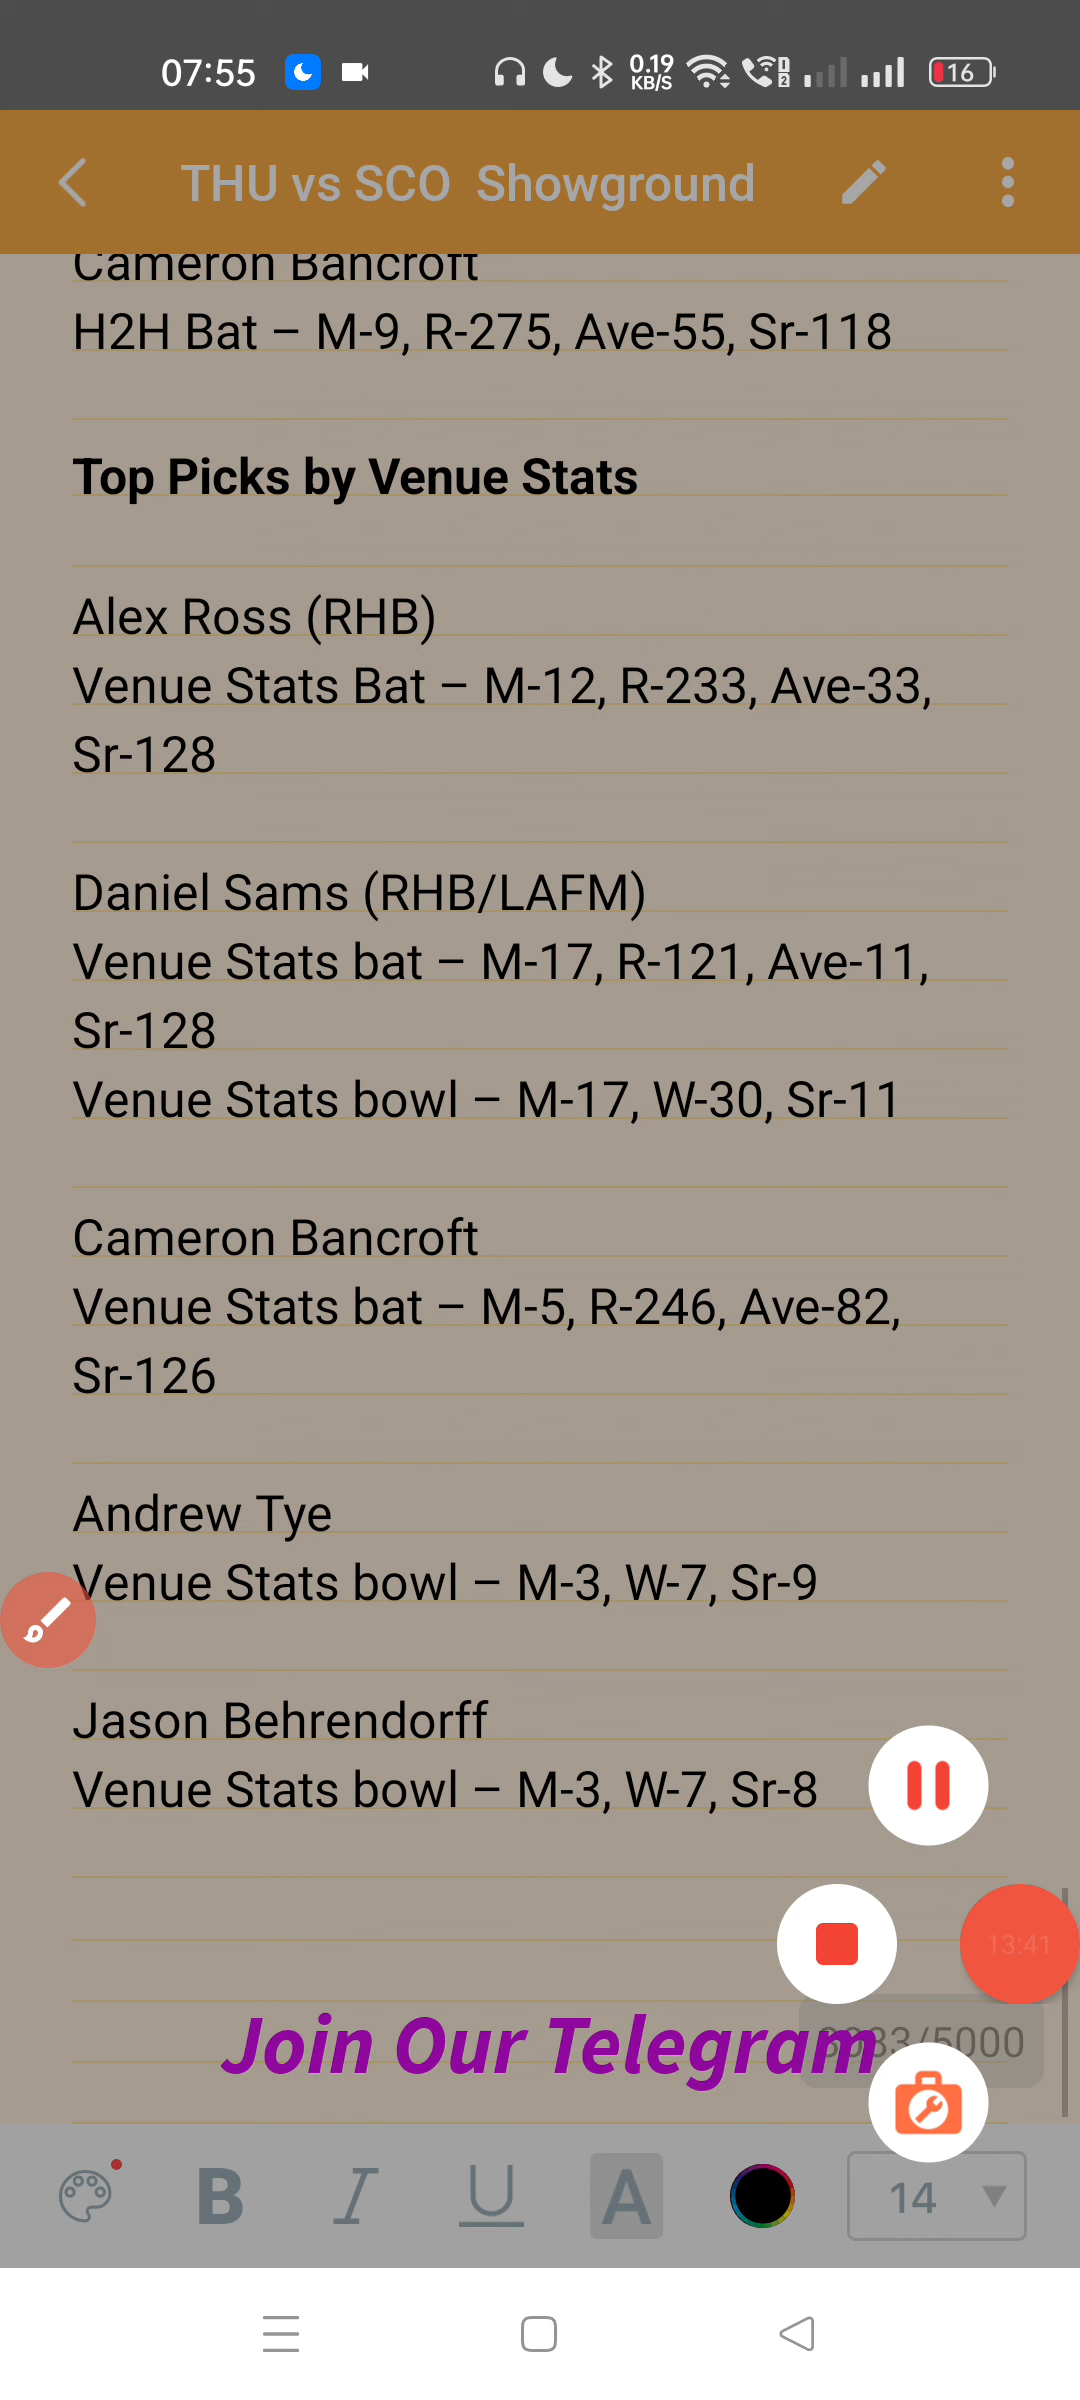 07:55 0.19 KB/S 1 2 16
THU vs SCO Showground
Cameron Bancroft
H2H Bat – M-9, R-275, Ave-55, Sr-118
Top Picks by Venue Stats
Alex Ross (RHB)
Venue Stats Bat – M-12, R-233, Ave-33,
Sr-128
Daniel Sams (RHB/LAFM)
Venue Stats bat – M-17, R-121, Ave-11,
Sr-128
Venue Stats bowl – M-17, W-30, Sr-11
Cameron Bancroft
Venue Stats bat – M-5, R-246, Ave-82,
Sr-126
Andrew Tye
Venue Stats bowl – M-3, W-7, Sr-9
Jason Behrendorff
Venue Stats bowl – M-3, W-7, Sr-8
13:41
Join Our Telegram
B I U A 14